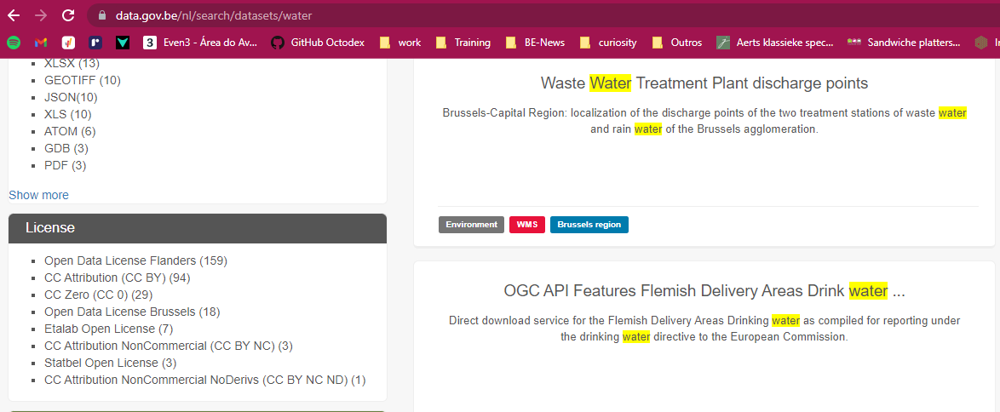 data.gov.be/nl/search/datasets/water
3 Even3 - Área do Av... GitHub Octodex work Training BE-News curiosity Outros Aerts klassieke spec... Sandwiche platters...
XLSX (13)
GEOTIFF (10)
JSON(10)
XLS (10)
ATOM (6)
GDB (3)
PDF (3)
Show more
License
Open Data License Flanders (159)
CC Attribution (CC BY) (94)
CC Zero (CC 0) (29)
Open Data License Brussels (18)
Etalab Open License (7)
CC Attribution NonCommercial (CC BY NC) (3)
Statbel Open License (3)
CC Attribution NonCommercial NoDerivs (CC BY NC ND) (1)
Waste Water Treatment Plant discharge points
Brussels-Capital Region: localization of the discharge points of the two treatment stations of waste water
and rain water of the Brussels agglomeration.
Environment WMS Brussels region
OGC API Features Flemish Delivery Areas Drink water ...
Direct download service for the Flemish Delivery Areas Drinking water as compiled for reporting under
the drinking water directive to the European Commission.